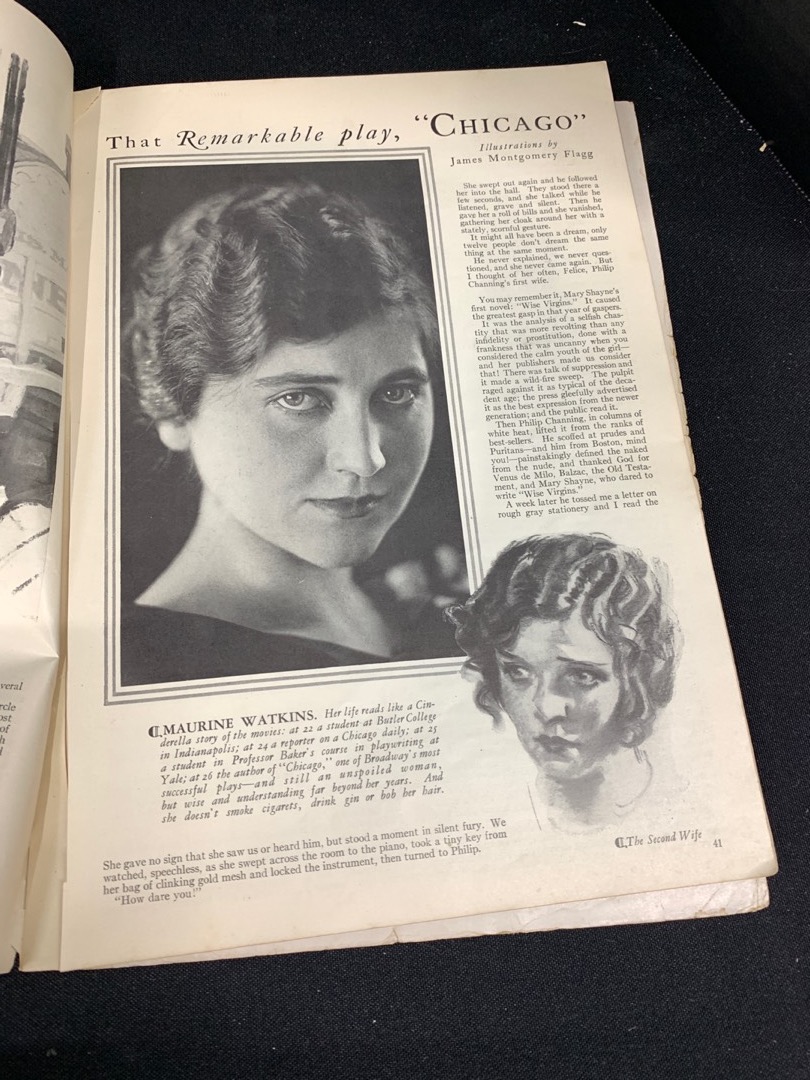 That Remarkable play, "CHICAGO"
Illustrations by
James Montgomery Flagg
She swept out again and he followed
her into the hall. They stood there a
few seconds, and she talked while he
listened, grave and silent. Then he
gave her a roll of bills and she vanished,
gathering her cloak around her with a
stately, scornful gesture.
It might all have been a dream, only
twelve people don't dream the same
thing at the same moment.
He never explained, we never ques-
tioned, and she never came again. But
I thought of her often, Felice, Philip
Channing's first wife.
You may remember it, Mary Shayne's
first novel: "Wise Virgins." It caused
the greatest gasp in that year of gaspers.
It was the analysis of a selfish chas-
tity that was more revolting than any
infidelity or prostitution, done with a
frankness that was uncanny when you
considered the calm youth of the girl—
and her publishers made us consider
that! There was talk of suppression and
it made a wild-fire sweep. The pulpit
raged against it as typical of the deca-
dent age; the press gleefully advertised
it as the best expression from the newer
generation; and the public read it.
Then Philip Channing, in columns of
white heat, lifted it from the ranks of
best-sellers. He scoffed at prudes and
Puritans—and him from Boston, mind
you!—painstakingly defined the naked
from the nude, and thanked God for
Venus de Milo, Balzac, the Old Testa-
ment, and Mary Shayne, who dared to
write "Wise Virgins."
A week later he tossed me a letter on
rough gray stationery and I read the
MAURINE WATKINS. Her life reads like a Cin-
derella story of the movies: at 22 a student at Butler College
in Indianapolis; at 24 a reporter on a Chicago daily; at 25
a student in Professor Baker's course in playwriting at
Yale; at 26 the author of "Chicago," one of Broadway's most
successful plays—and still an unspoiled woman,
but wise and understanding far beyond her years. And
she doesn't smoke cigarets, drink gin or bob her hair.
The Second Wife
41
She gave no sign that she saw us or heard him, but stood a moment in silent fury. We
watched, speechless, as she swept across the room to the piano, took a tiny key from
her bag of clinking gold mesh and locked the instrument, then turned to Philip.
"How dare you!"